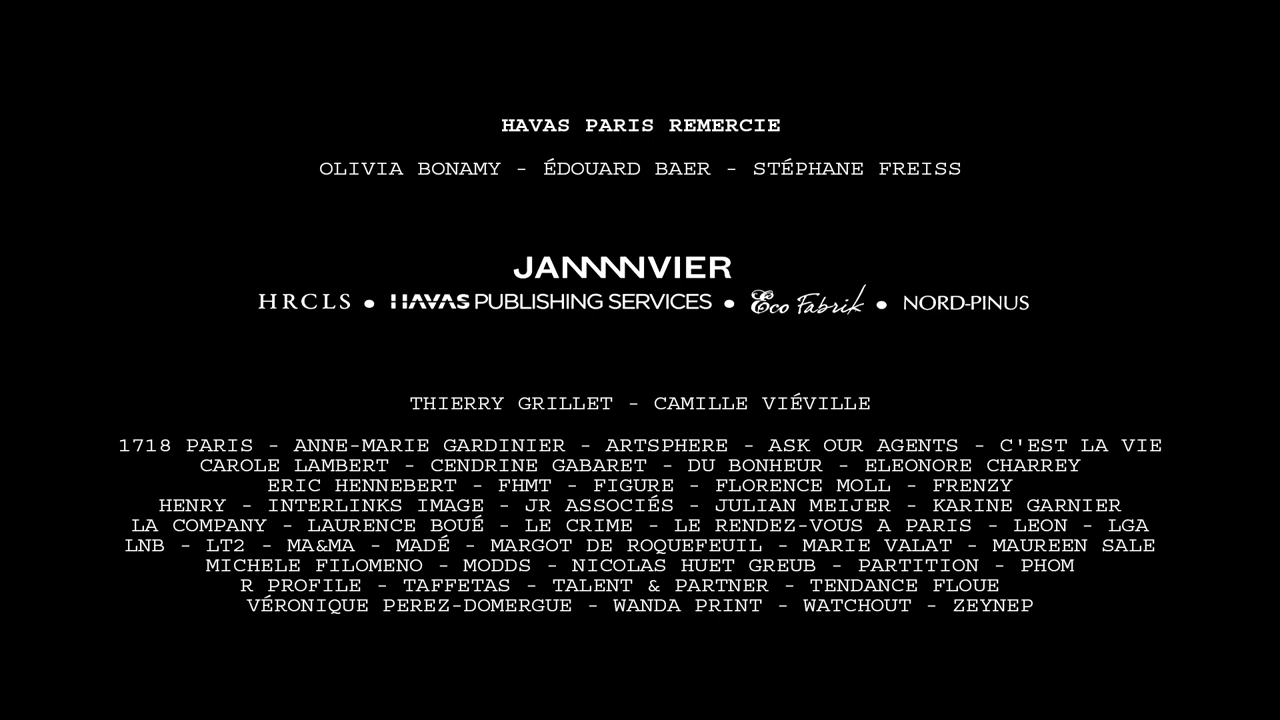 HAVAS PARIS REMERCIE
OLIVIA BONAMY - ÉDOUARD BAER - STÉPHANE FREISS
JANNNNVIER
HRCLS • HAVAS PUBLISHING SERVICES • Eco Fabrik • NORD-PINUS
THIERRY GRILLET - CAMILLE VIÉVILLE
1718 PARIS - ANNE-MARIE GARDINIER - ARTSPHERE - ASK OUR AGENTS - C'EST LA VIE
CAROLE LAMBERT - CENDRINE GABARET - DU BONHEUR - ELEONORE CHARREY
ERIC HENNEBERT - FHMT - FIGURE - FLORENCE MOLL - FRENZY
HENRY - INTERLINKS IMAGE - JR ASSOCIÉS - JULIAN MEIJER - KARINE GARNIER
LA COMPANY - LAURENCE BOUÉ - LE CRIME - LE RENDEZ-VOUS A PARIS - LEON - LGA
LNB - LT2 - MA&MA - MADÉ - MARGOT DE ROQUEFEUIL - MARIE VALAT - MAUREEN SALE
MICHELE FILOMENO - MODDS - NICOLAS HUET GREUB - PARTITION - PHOM
R PROFILE - TAFFETAS - TALENT & PARTNER - TENDANCE FLOUE
VÉRONIQUE PEREZ-DOMERGUE - WANDA PRINT - WATCHOUT - ZEYNEP